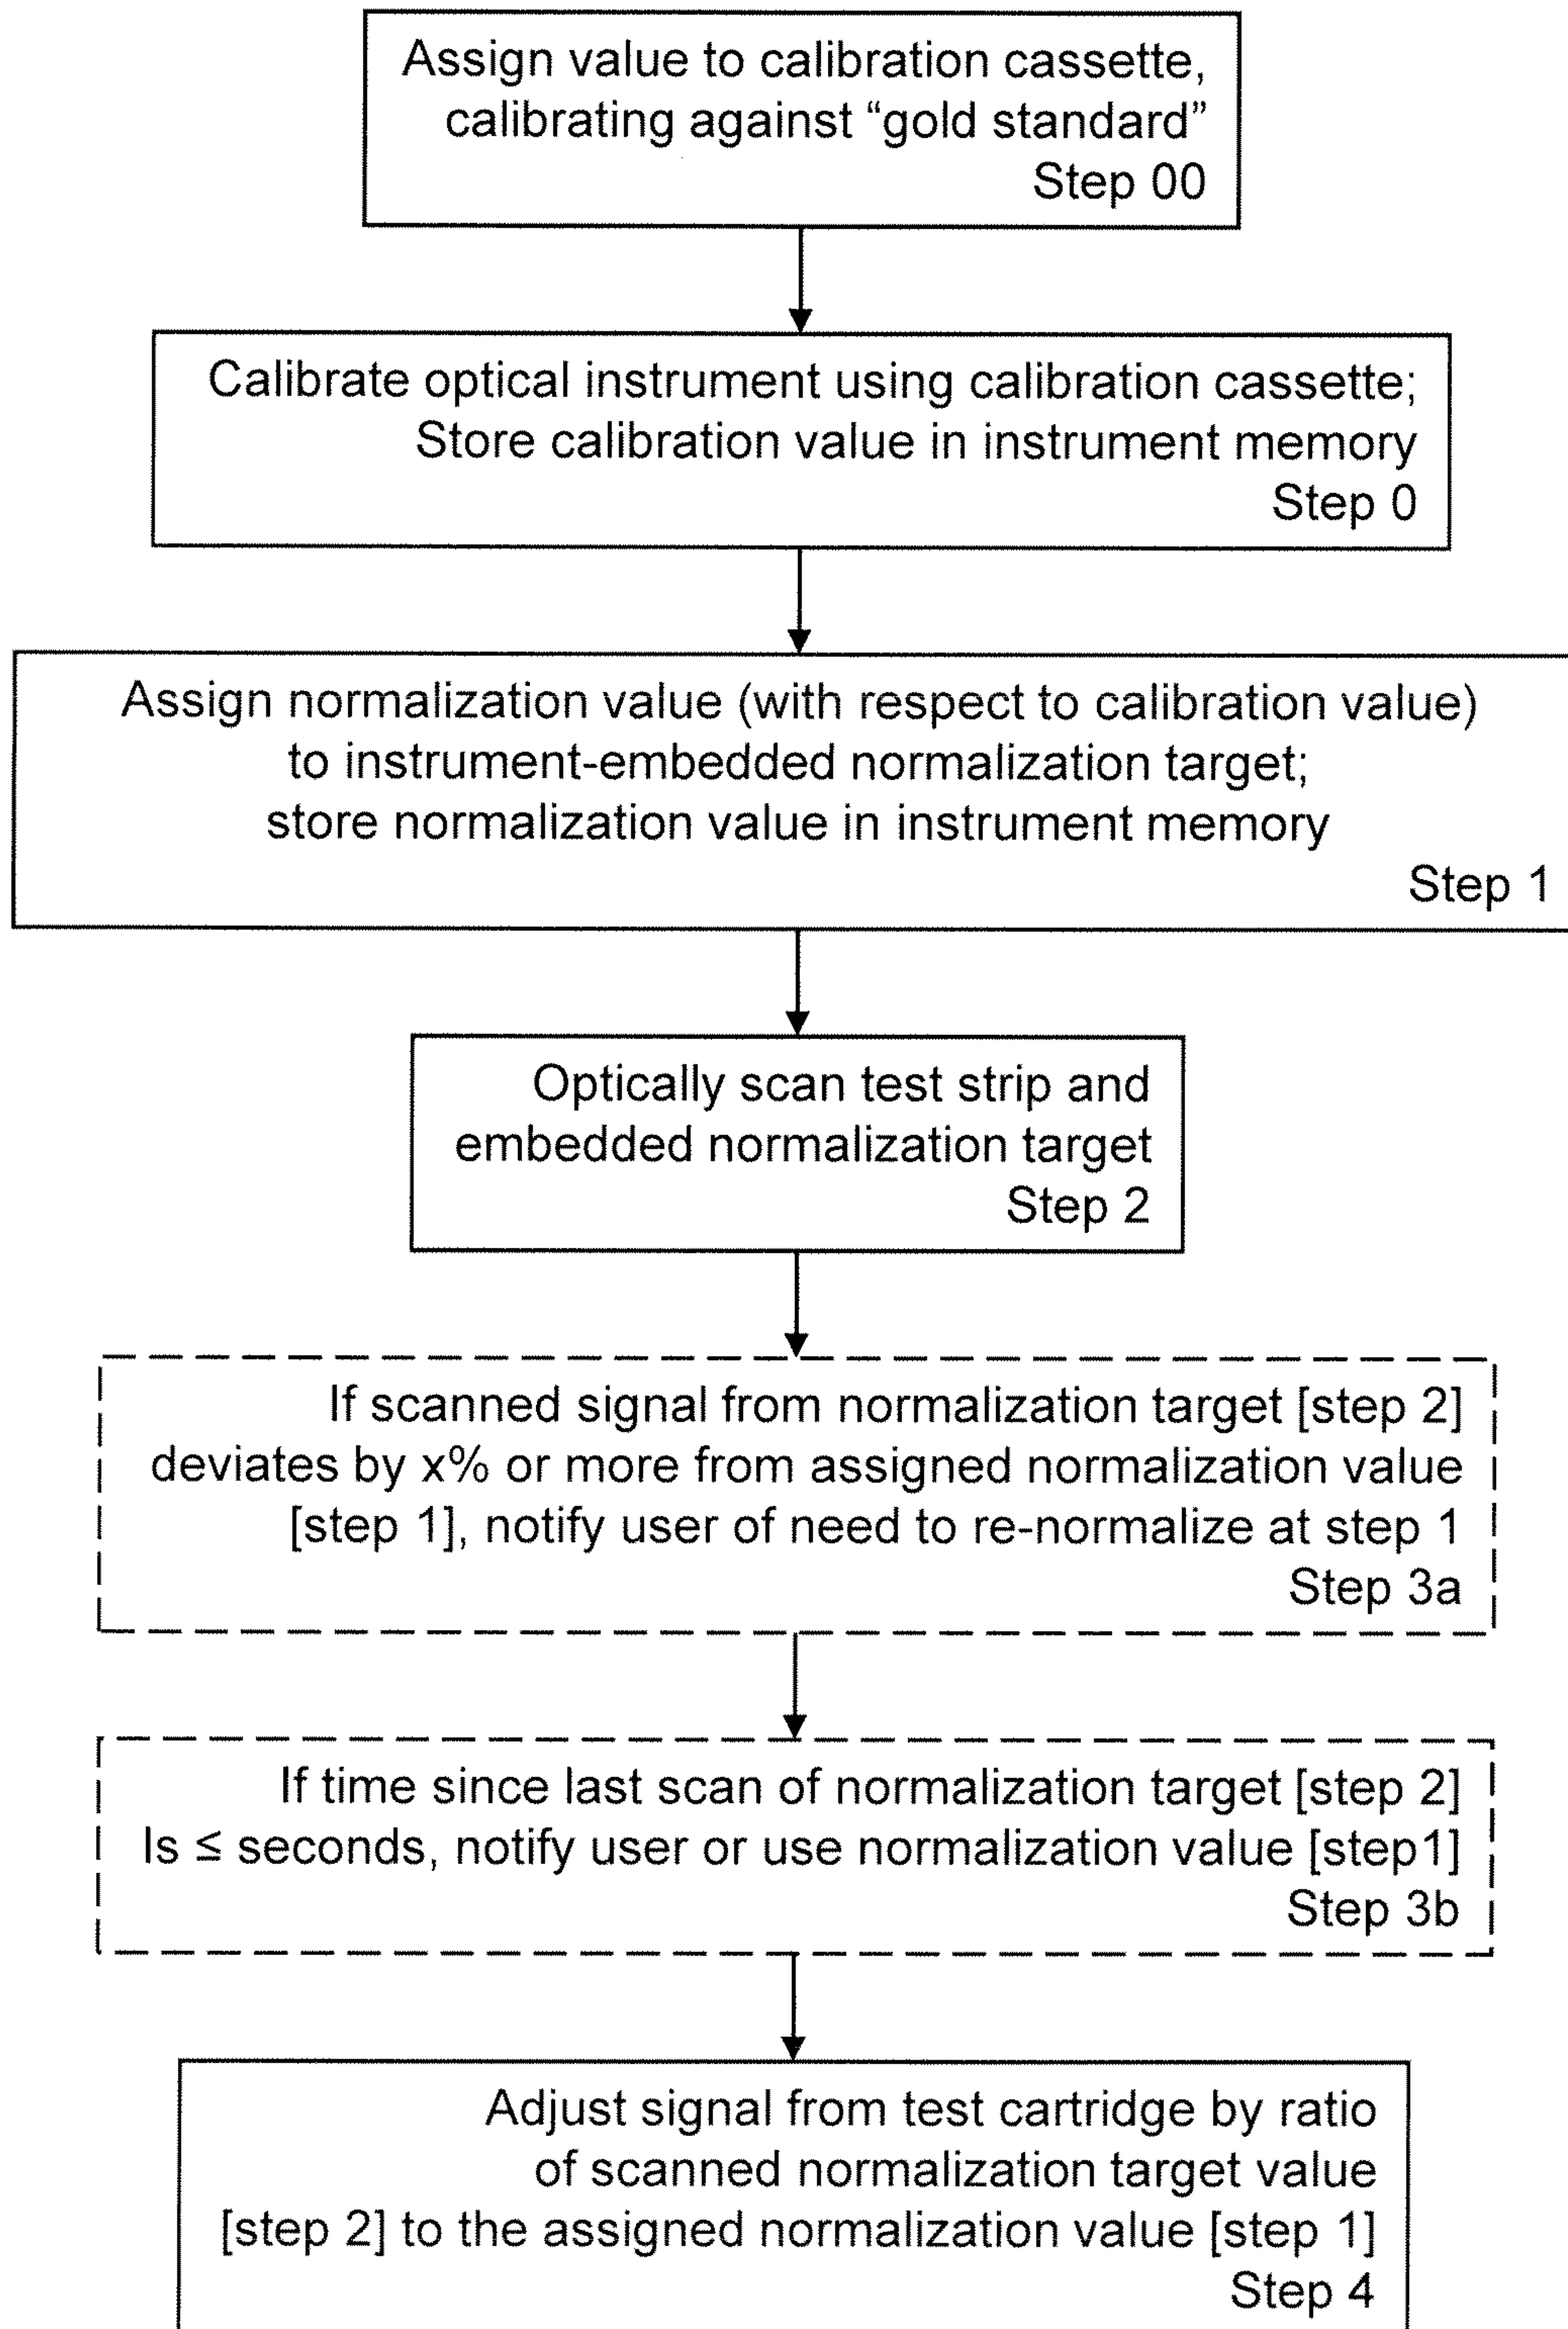 Assign value to calibration cassette,
calibrating against “gold standard”
Step 00
Calibrate optical instrument using calibration cassette;
Store calibration value in instrument memory
Step 0
Assign normalization value (with respect to calibration value)
to instrument-embedded normalization target;
store normalization value in instrument memory
Step 1
Optically scan test strip and
embedded normalization target
Step 2
If scanned signal from normalization target [step 2]
deviates by x% or more from assigned normalization value
[step 1], notify user of need to re-normalize at step 1
Step 3a
If time since last scan of normalization target [step 2]
Is ≤ seconds, notify user or use normalization value [step1]
Step 3b
Adjust signal from test cartridge by ratio
of scanned normalization target value
[step 2] to the assigned normalization value [step 1]
Step 4